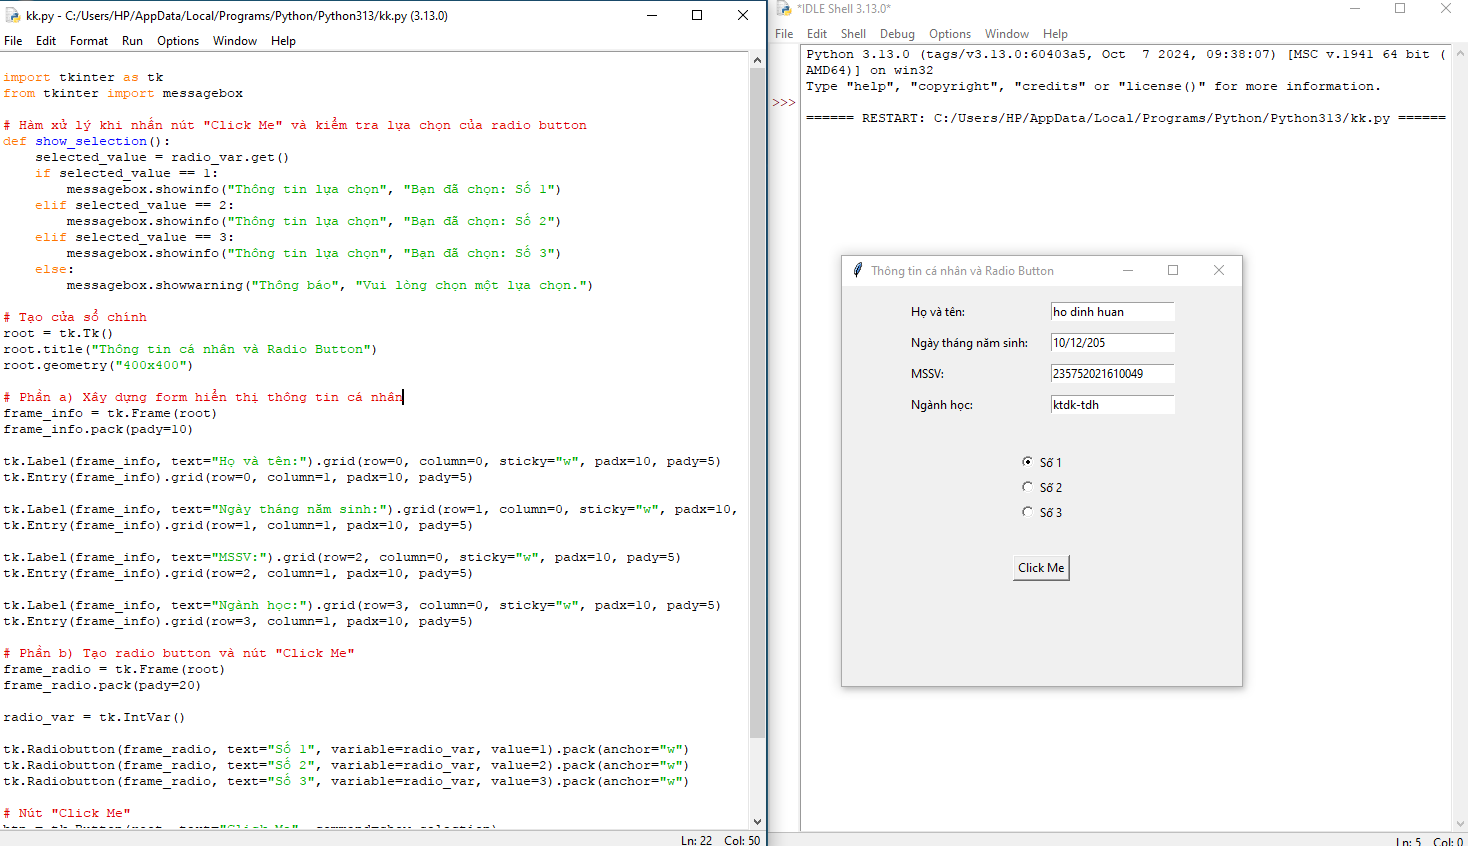 kk.py - C:/Users/HP/AppData/Local/Programs/Python/Python313/kk.py (3.13.0)
File Edit Format Run Options Window Help
import tkinter as tk
from tkinter import messagebox
# Hàm xử lý khi nhấn nút "Click Me" và kiểm tra lựa chọn của radio button
def show_selection():
    selected_value = radio_var.get()
    if selected_value == 1:
        messagebox.showinfo("Thông tin lựa chọn", "Bạn đã chọn: Số 1")
    elif selected_value == 2:
        messagebox.showinfo("Thông tin lựa chọn", "Bạn đã chọn: Số 2")
    elif selected_value == 3:
        messagebox.showinfo("Thông tin lựa chọn", "Bạn đã chọn: Số 3")
    else:
        messagebox.showwarning("Thông báo", "Vui lòng chọn một lựa chọn.")
# Tạo cửa sổ chính
root = tk.Tk()
root.title("Thông tin cá nhân và Radio Button")
root.geometry("400x400")
# Phần a) Xây dựng form hiển thị thông tin cá nhân
frame_info = tk.Frame(root)
frame_info.pack(pady=10)
tk.Label(frame_info, text="Họ và tên:").grid(row=0, column=0, sticky="w", padx=10, pady=5)
tk.Entry(frame_info).grid(row=0, column=1, padx=10, pady=5)
tk.Label(frame_info, text="Ngày tháng năm sinh:").grid(row=1, column=0, sticky="w", padx=10,
tk.Entry(frame_info).grid(row=1, column=1, padx=10, pady=5)
tk.Label(frame_info, text="MSSV:").grid(row=2, column=0, sticky="w", padx=10, pady=5)
tk.Entry(frame_info).grid(row=2, column=1, padx=10, pady=5)
tk.Label(frame_info, text="Ngành học:").grid(row=3, column=0, sticky="w", padx=10, pady=5)
tk.Entry(frame_info).grid(row=3, column=1, padx=10, pady=5)
# Phần b) Tạo radio button và nút "Click Me"
frame_radio = tk.Frame(root)
frame_radio.pack(pady=20)
radio_var = tk.IntVar()
tk.Radiobutton(frame_radio, text="Số 1", variable=radio_var, value=1).pack(anchor="w")
tk.Radiobutton(frame_radio, text="Số 2", variable=radio_var, value=2).pack(anchor="w")
tk.Radiobutton(frame_radio, text="Số 3", variable=radio_var, value=3).pack(anchor="w")
# Nút "Click Me"
btn = tk.Button(root, text="Click Me", command=show_selection)
Ln: 22 Col: 50
*IDLE Shell 3.13.0*
File Edit Shell Debug Options Window Help
Python 3.13.0 (tags/v3.13.0:60403a5, Oct  7 2024, 09:38:07) [MSC v.1941 64 bit (
AMD64)] on win32
Type "help", "copyright", "credits" or "license()" for more information.
>>>
====== RESTART: C:/Users/HP/AppData/Local/Programs/Python/Python313/kk.py ======
Thông tin cá nhân và Radio Button
Họ và tên: ho dinh huan
Ngày tháng năm sinh: 10/12/205
MSSV: 235752021610049
Ngành học: ktdk-tdh
Số 1
Số 2
Số 3
Click Me
Ln: 5 Col: 0